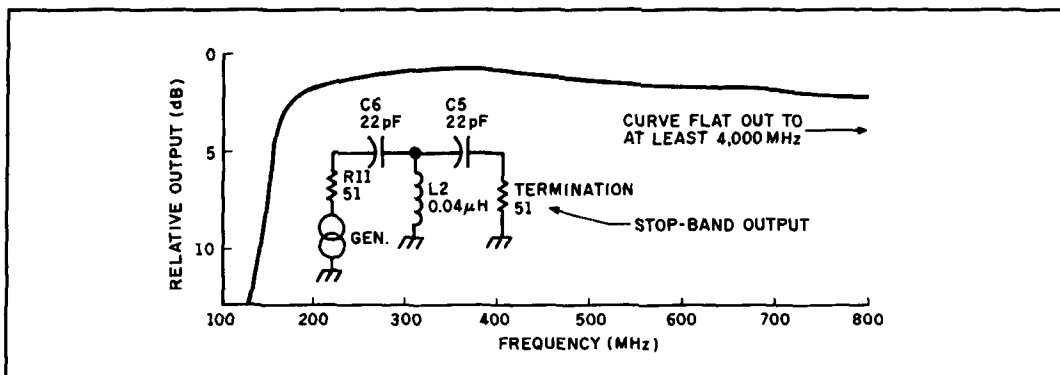 0
5
10
RELATIVE OUTPUT (dB)
C6
22pF
C5
22pF
R11
51
GEN.
L2
0.04μH
TERMINATION
51
CURVE FLAT OUT TO
AT LEAST 4,000 MHz
STOP-BAND OUTPUT
100 200 300 400 500 600 700 800
FREQUENCY (MHz)